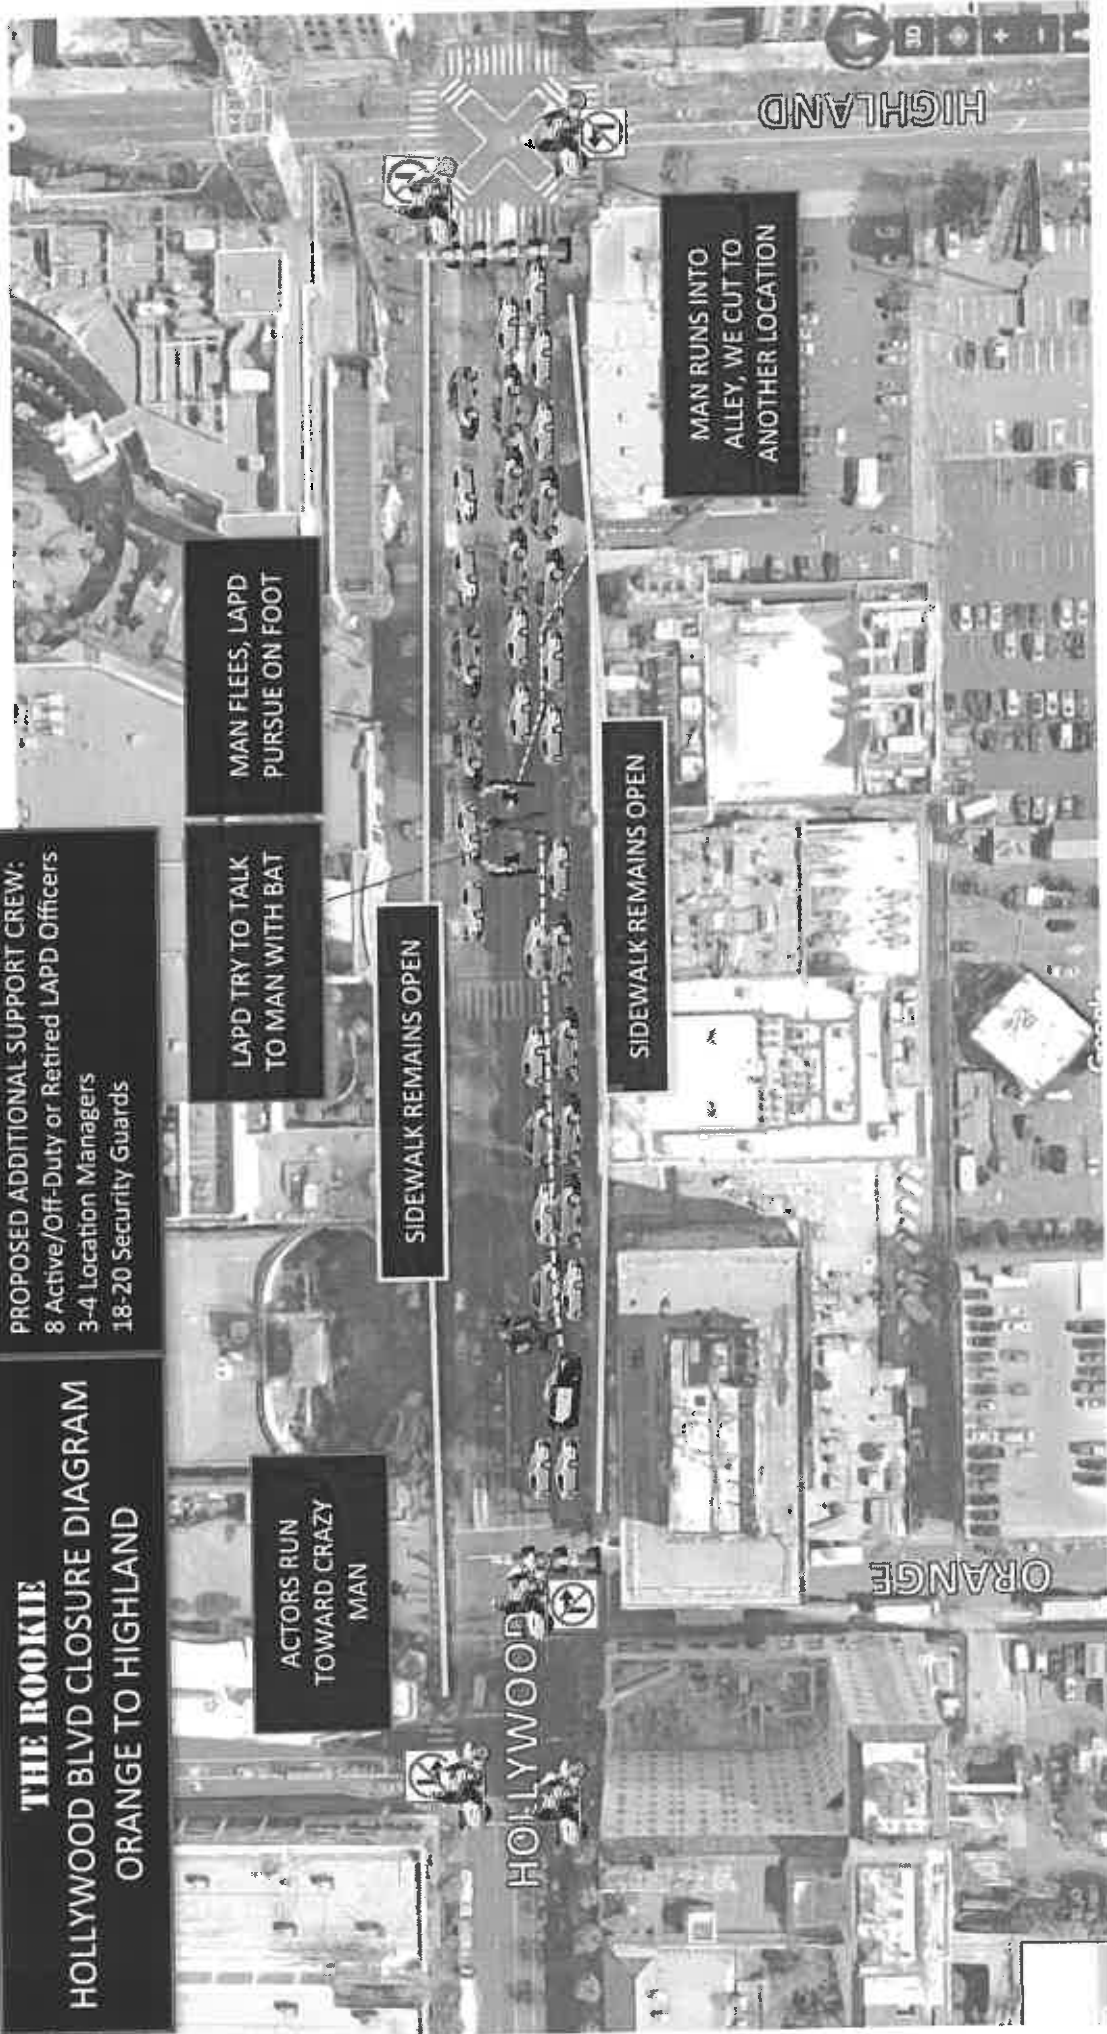 THE ROOKIE
HOLLYWOOD BLVD CLOSURE DIAGRAM
ORANGE TO HIGHLAND
PROPOSED ADDITIONAL SUPPORT CREW:
8 Active/Off-Duty or Retired LAPD Officers
3-4 Location Managers
18-20 Security Guards
ACTORS RUN
TOWARD CRAZY
MAN
LAPD TRY TO TALK
TO MAN WITH BAT
MAN FLEES, LAPD
PURSUE ON FOOT
SIDEWALK REMAINS OPEN
SIDEWALK REMAINS OPEN
MAN RUNS INTO
ALLEY, WE CUT TO
ANOTHER LOCATION
HOLLYWOOD
ORANGE
HIGHLAND
3D
+
-